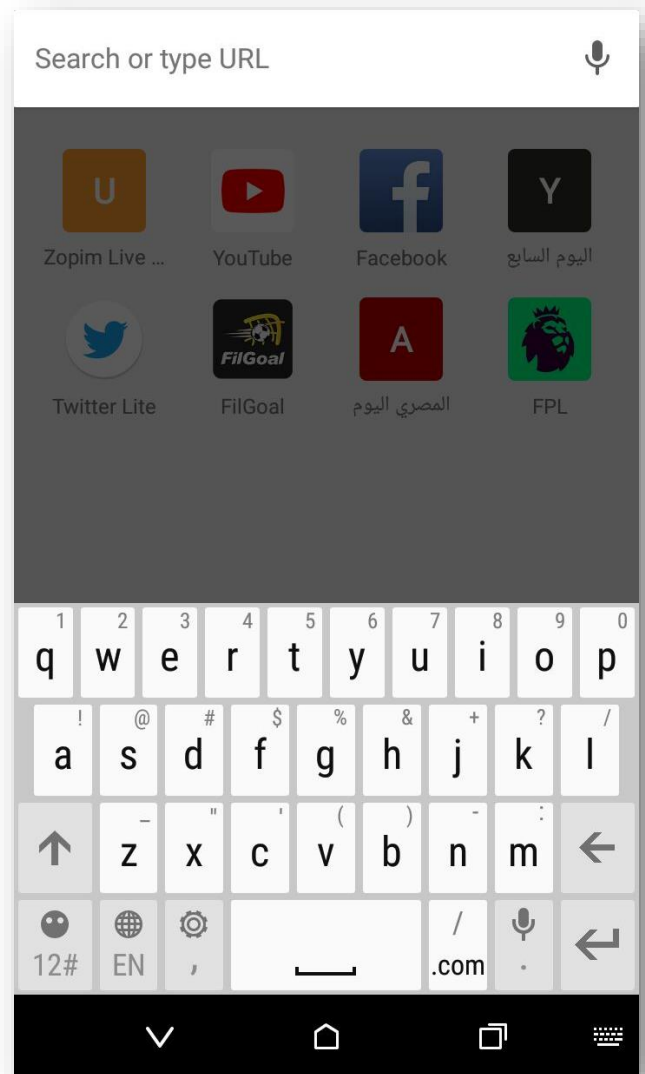 Search or type URL
U
Y
Zopim Live ...
YouTube
Facebook
اليوم السابع
FilGoal
A
Twitter Lite
FilGoal
المصري اليوم
FPL
1 2 3 4 5 6 7 8 9 0
q w e r t y u i o p
! @ # $ % & + ? /
a s d f g h j k l
_ " ' ( ) - :
z x c v b n m
/
12# EN , .com .